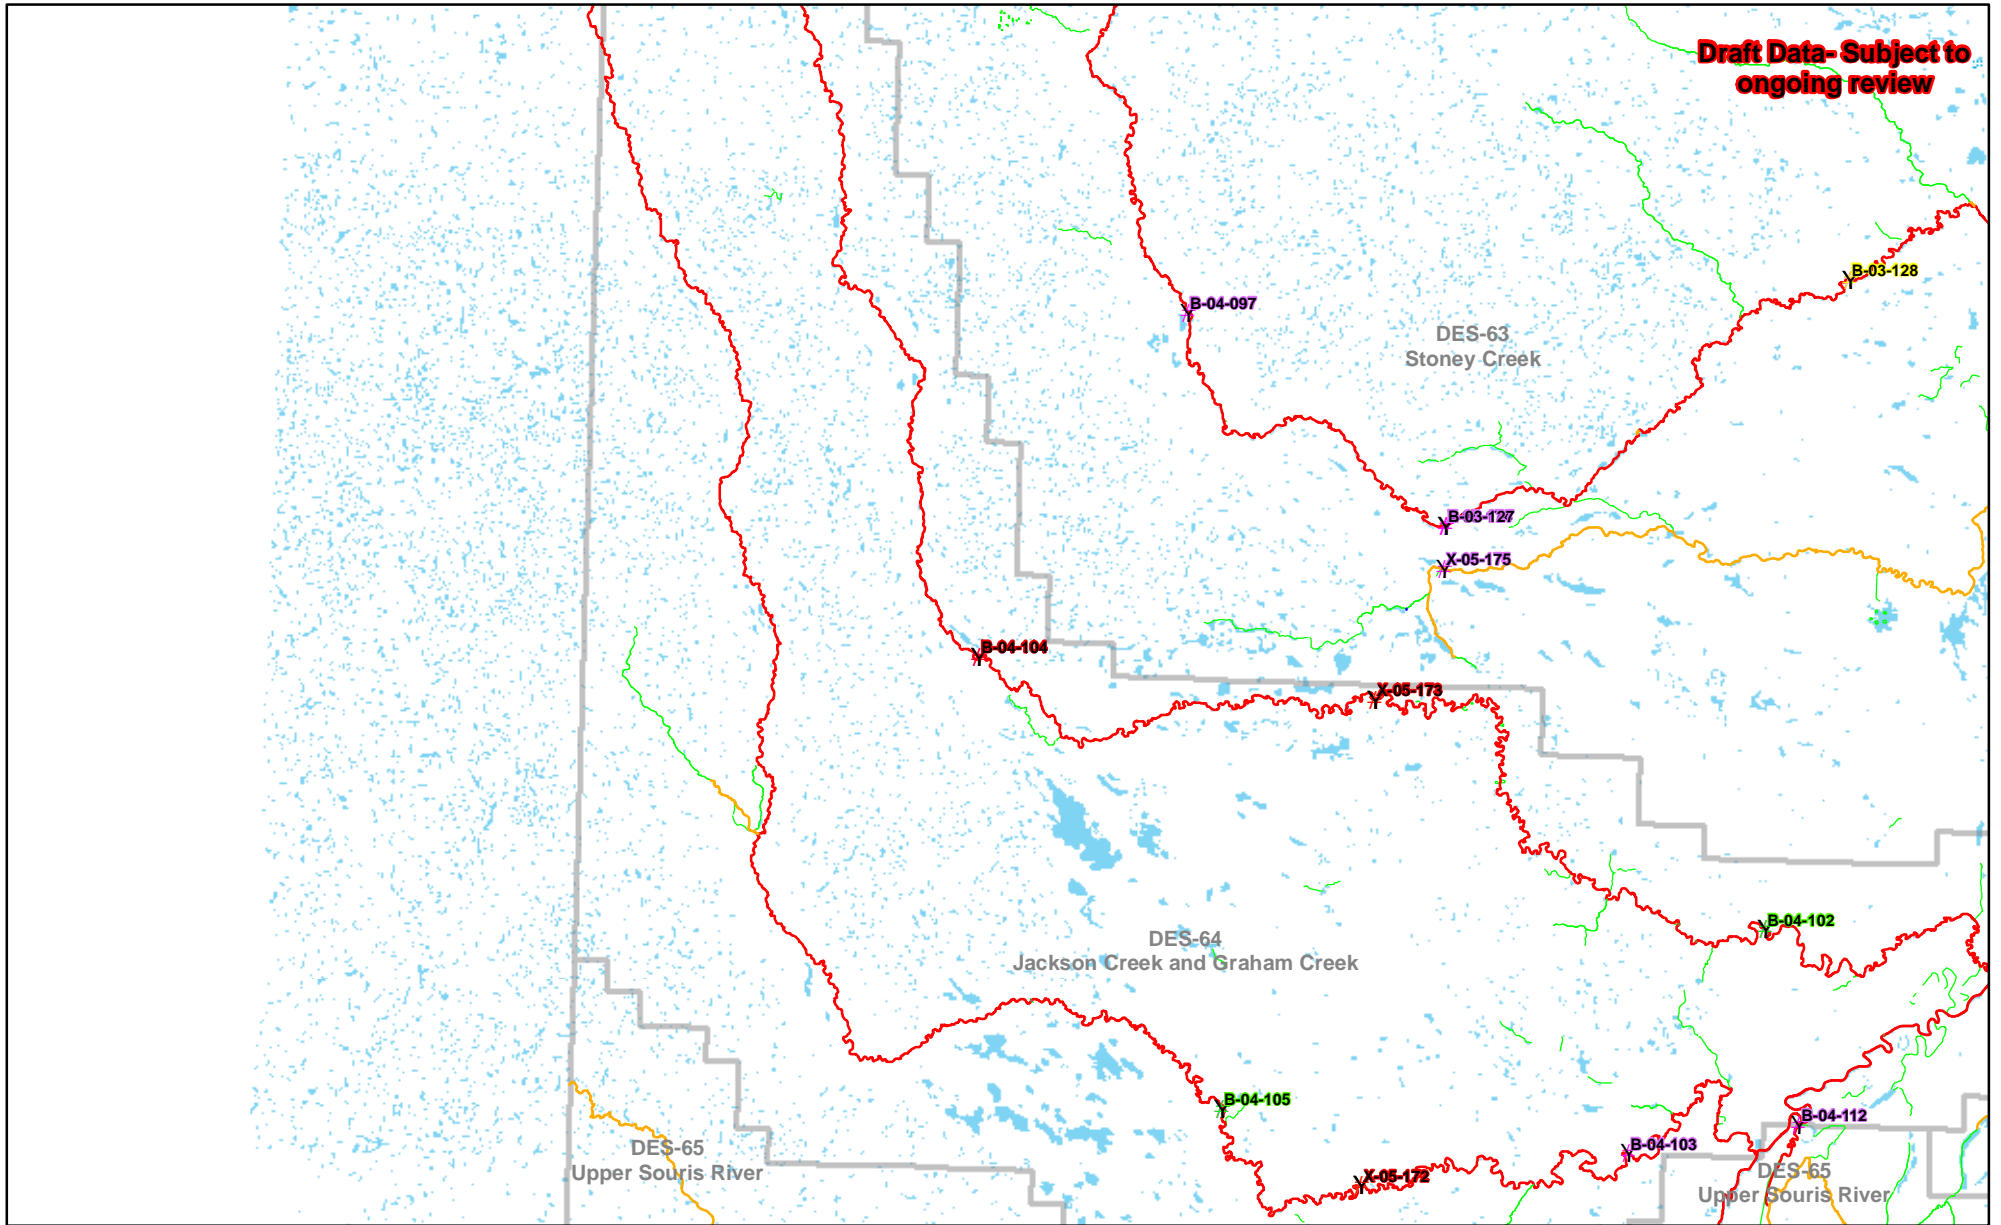 Draft Data- Subject to
ongoing review
B-03-128
B-04-097
DES-63
Stoney Creek
B-03-127
X-05-175
B-04-104
X-05-173
B-04-102
DES-64
Jackson Creek and Graham Creek
B-04-105
B-04-112
B-04-103
DES-65
Upper Souris River
DES-65
Upper Souris River
X-05-172